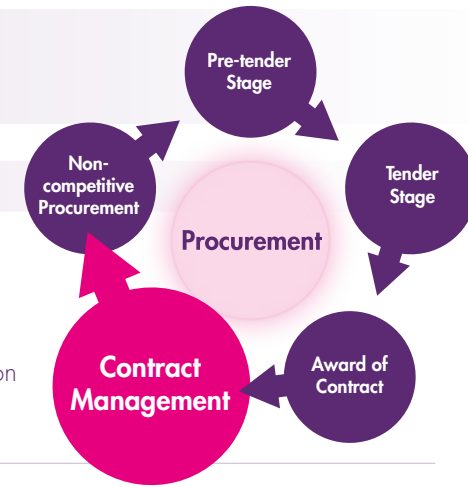 Pre-tender
Stage
Non-
competitive
Procurement
Tender
Stage
Procurement
Contract
Management
Award of
Contract
on